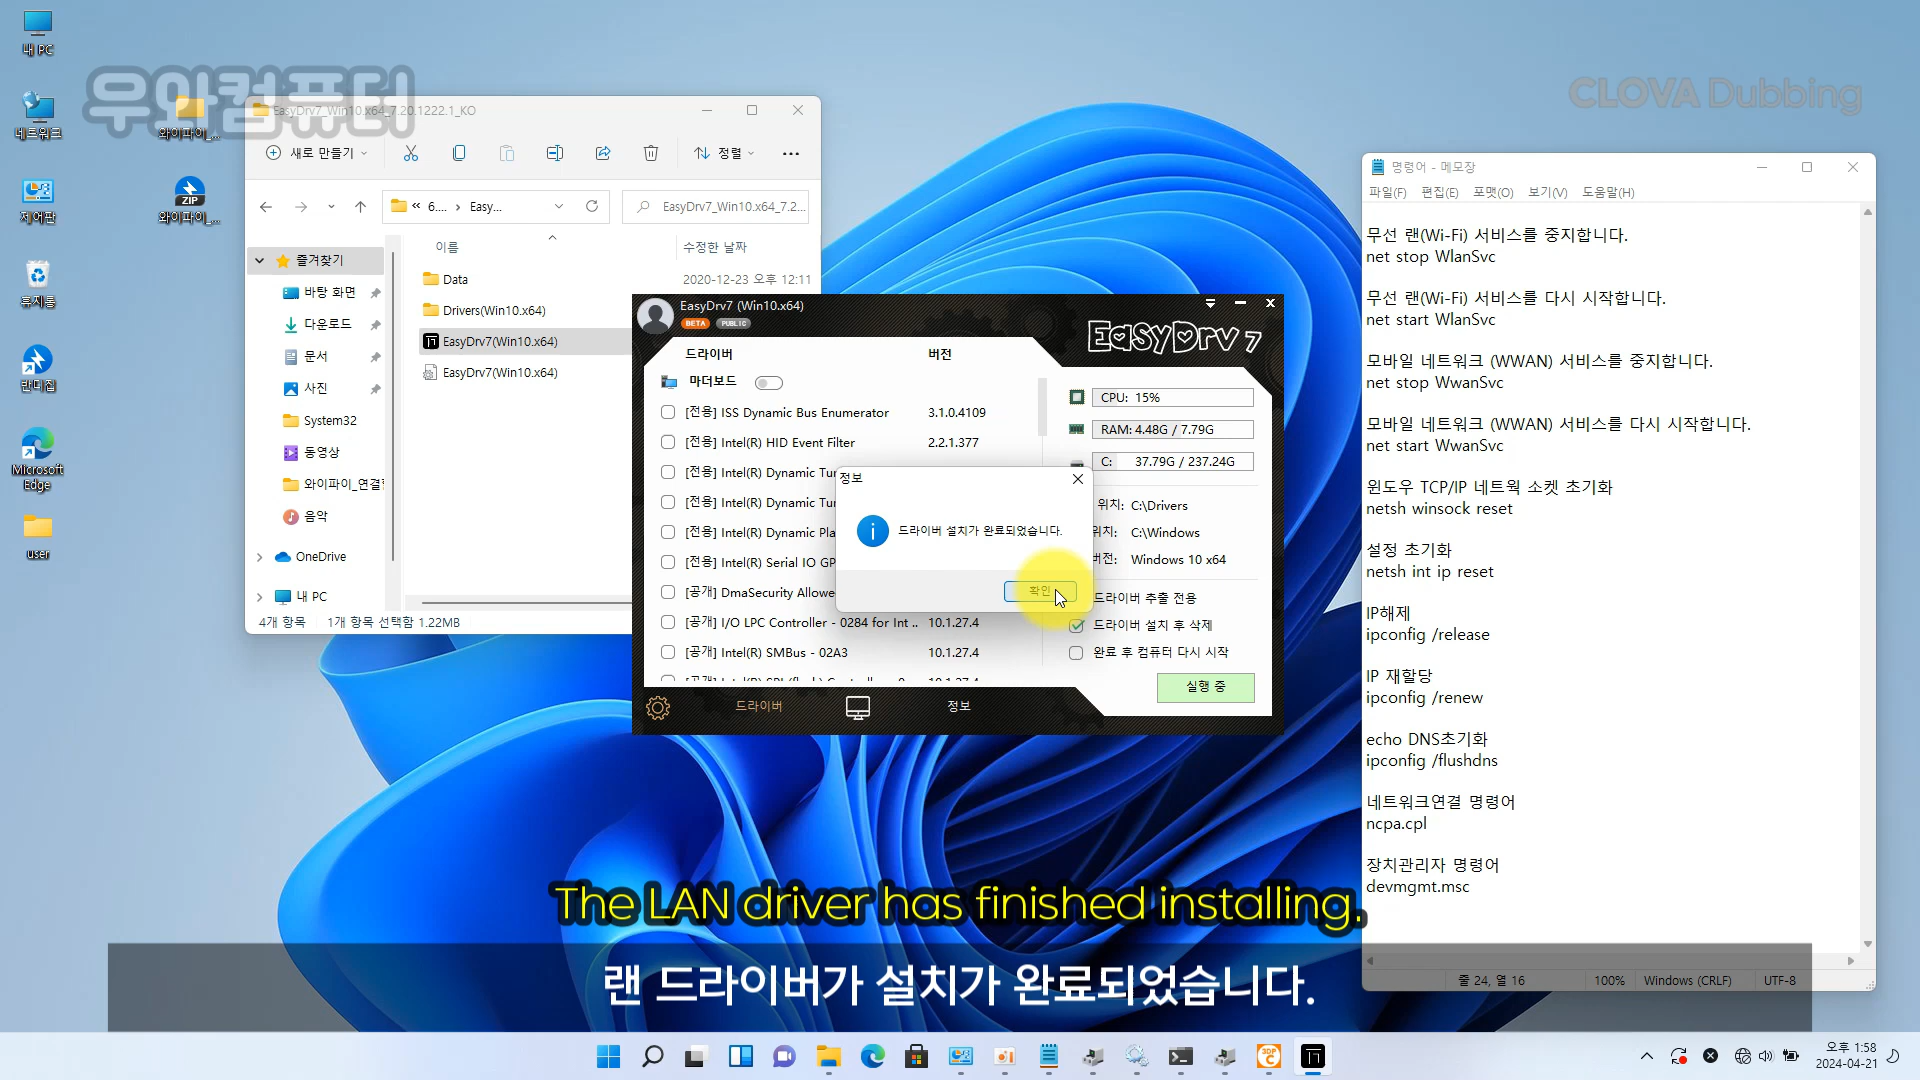 내 PC
네트워크
제어판
휴지통
반디집
Microsoft
Edge
user
와이파이_...
ZIP
와이파이_...
우와컴퓨터
CLOVA Dubbing
EasyDrv7_Win10.x64_7.20.1222.1_KO
새로 만들기
정렬
6....
Easy...
EasyDrv7_Win10.x64_7.2...
이름
수정한 날짜
즐겨찾기
바탕 화면
다운로드
문서
사진
System32
동영상
음악
OneDrive
내 PC
Data
2020-12-23 오후 12:11
Drivers(Win10.x64)
EasyDrv7(Win10.x64)
EasyDrv7(Win10.x64)
4개 항목
1개 항목 선택함 1.22MB
EasyDrv7 (Win10.x64)
BETA
PUBLIC
EasyDrv 7
드라이버
버전
마더보드
[전용] ISS Dynamic Bus Enumerator 3.1.0.4109
[전용] Intel(R) HID Event Filter 2.2.1.377
[전용] Intel(R) Dynamic Tur
[전용] Intel(R) Dynamic Tur
[전용] Intel(R) Dynamic Pla
[전용] Intel(R) Serial IO GP
[공개] DmaSecurity Allowe
[공개] I/O LPC Controller - 0284 for Int .. 10.1.27.4
[공개] Intel(R) SMBus - 02A3 10.1.27.4
CPU: 15%
RAM: 4.48G / 7.79G
C: 37.79G / 237.24G
위치: C:\Drivers
위치: C:\Windows
버전: Windows 10 x64
드라이버 추출 전용
드라이버 설치 후 삭제
완료 후 컴퓨터 다시 시작
실행 중
드라이버
정보
정보
드라이버 설치가 완료되었습니다.
확인
명령어 - 메모장
파일(F) 편집(E) 포맷(O) 보기(V) 도움말(H)
무선 랜(Wi-Fi) 서비스를 중지합니다.
net stop WlanSvc
무선 랜(Wi-Fi) 서비스를 다시 시작합니다.
net start WlanSvc
모바일 네트워크 (WWAN) 서비스를 중지합니다.
net stop WwanSvc
모바일 네트워크 (WWAN) 서비스를 다시 시작합니다.
net start WwanSvc
윈도우 TCP/IP 네트웍 소켓 초기화
netsh winsock reset
설정 초기화
netsh int ip reset
IP해제
ipconfig /release
IP 재할당
ipconfig /renew
echo DNS초기화
ipconfig /flushdns
네트워크연결 명령어
ncpa.cpl
장치관리자 명령어
devmgmt.msc
줄 24, 열 16
100%
Windows (CRLF)
UTF-8
The LAN driver has finished installing.
랜 드라이버가 설치가 완료되었습니다.
오후 1:58
2024-04-21